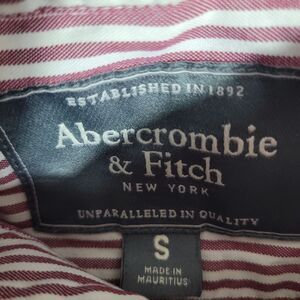 ESTABLISHED IN 1892
Abercrombie
& Fitch
NEW YORK
UNPARALLELED IN QUALITY
S
MADE IN
MAURITIUS